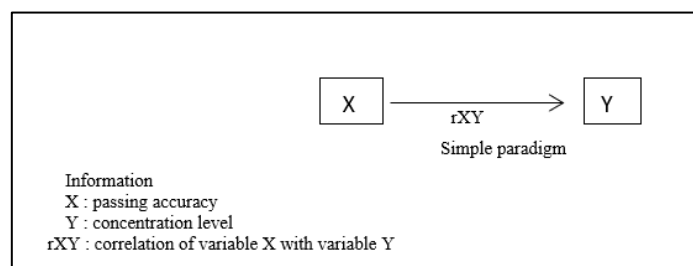 X
Y
rXY
Simple paradigm
Information
X : passing accuracy
Y : concentration level
rXY : correlation of variable X with variable Y